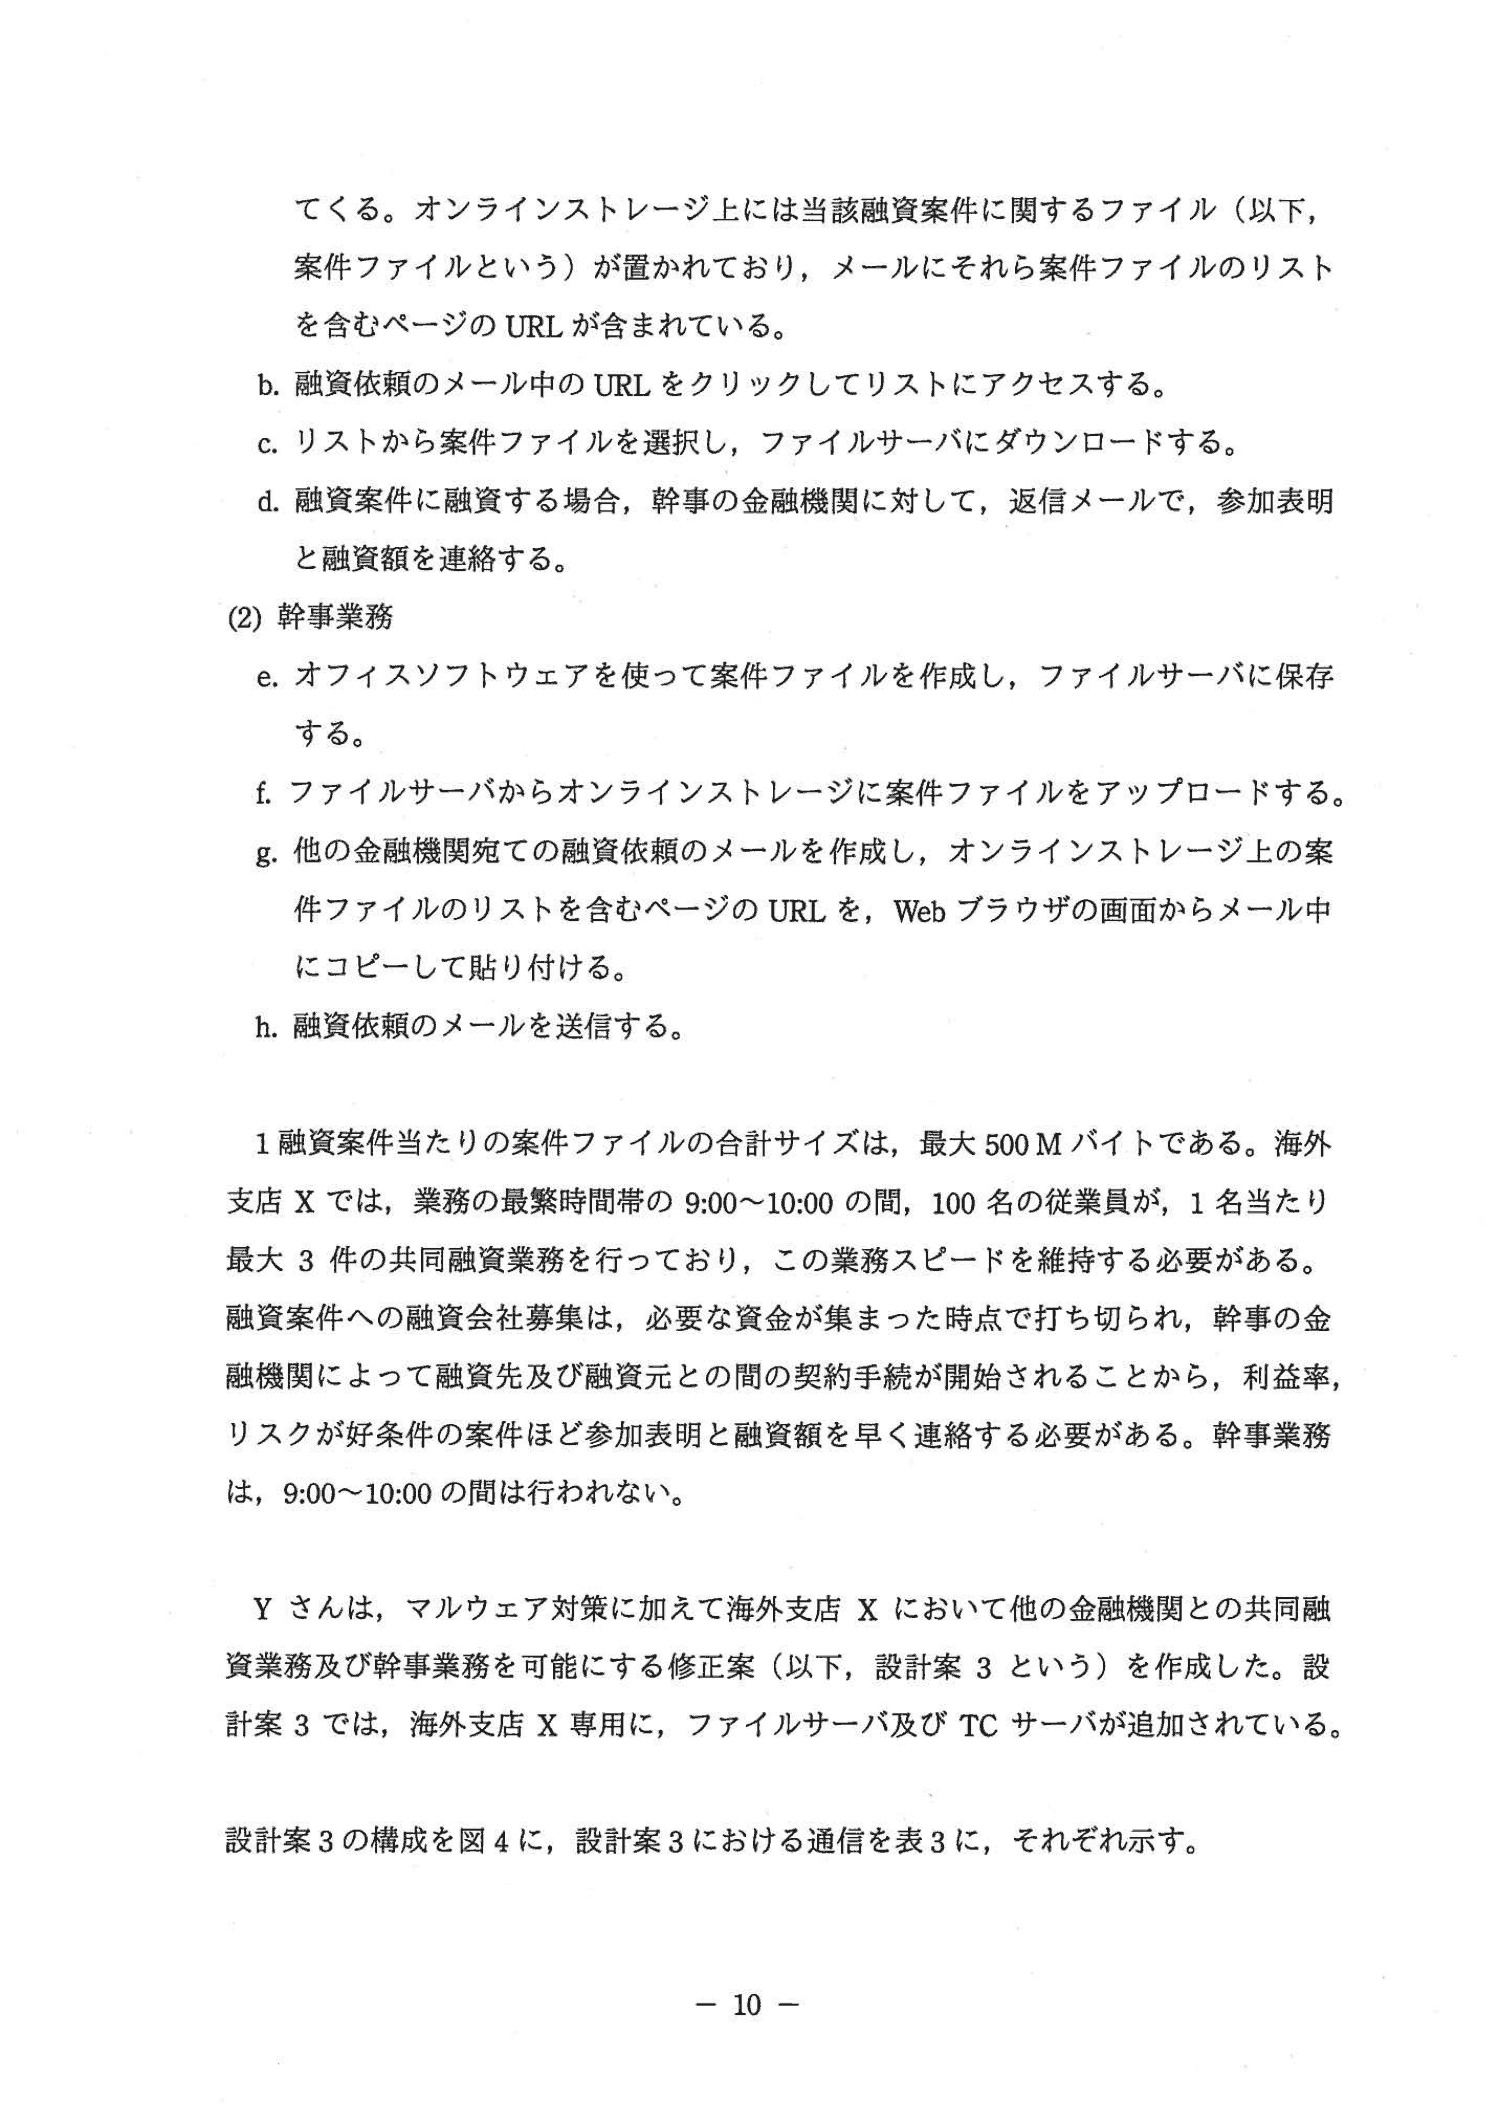 てくる。オンラインストレージ上には当該融資案件に関するファイル（以下，
案件ファイルという）が置かれており，メールにそれら案件ファイルのリスト
を含むページの URL が含まれている。
b. 融資依頼のメール中の URL をクリックしてリストにアクセスする。
c. リストから案件ファイルを選択し，ファイルサーバにダウンロードする。
d. 融資案件に融資する場合，幹事の金融機関に対して，返信メールで，参加表明
と融資額を連絡する。
(2) 幹事業務
e. オフィスソフトウェアを使って案件ファイルを作成し，ファイルサーバに保存
する。
f. ファイルサーバからオンラインストレージに案件ファイルをアップロードする。
g. 他の金融機関宛ての融資依頼のメールを作成し，オンラインストレージ上の案
件ファイルのリストを含むページの URL を，Web ブラウザの画面からメール中
にコピーして貼り付ける。
h. 融資依頼のメールを送信する。
1 融資案件当たりの案件ファイルの合計サイズは，最大 500 M バイトである。海外
支店 X では，業務の最繁時間帯の 9:00～10:00 の間，100 名の従業員が，1 名当たり
最大 3 件の共同融資業務を行っており，この業務スピードを維持する必要がある。
融資案件への融資会社募集は，必要な資金が集まった時点で打ち切られ，幹事の金
融機関によって融資先及び融資元との間の契約手続が開始されることから，利益率，
リスクが好条件の案件ほど参加表明と融資額を早く連絡する必要がある。幹事業務
は，9:00～10:00 の間は行われない。
Y さんは，マルウェア対策に加えて海外支店 X において他の金融機関との共同融
資業務及び幹事業務を可能にする修正案（以下，設計案 3 という）を作成した。設
計案 3 では，海外支店 X 専用に，ファイルサーバ及び TC サーバが追加されている。
設計案 3 の構成を図 4 に，設計案 3 における通信を表 3 に，それぞれ示す。
－ 10 －